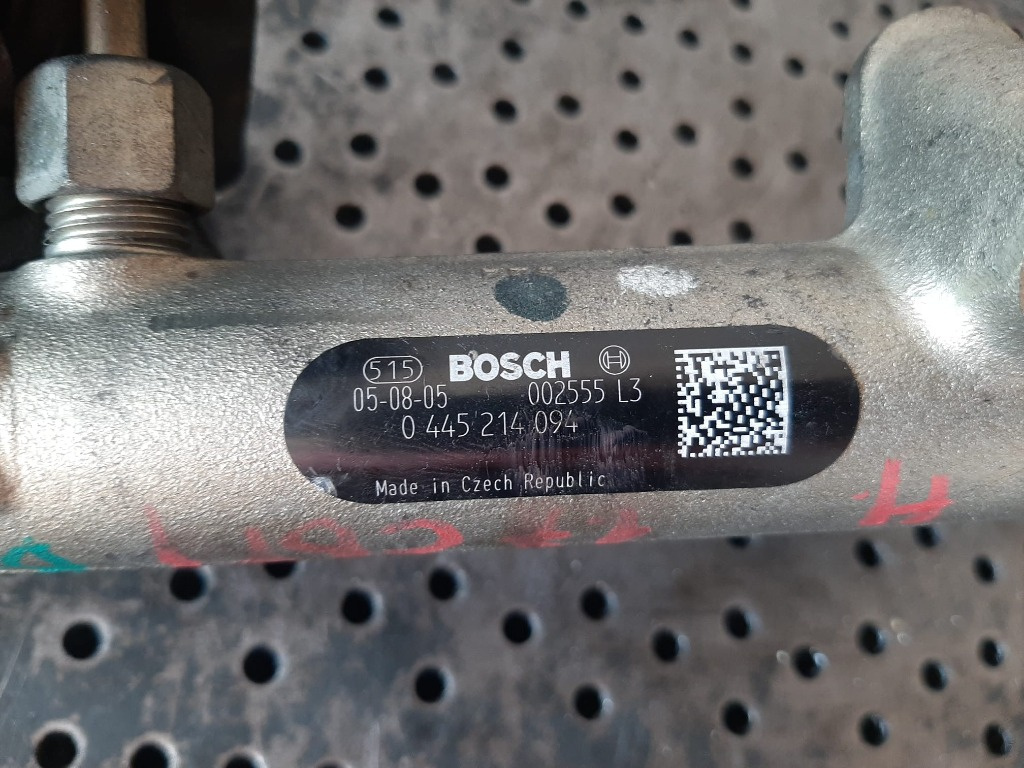 515 BOSCH
05-08-05 002555 L3
0 445 214 094
Made in Czech Republic